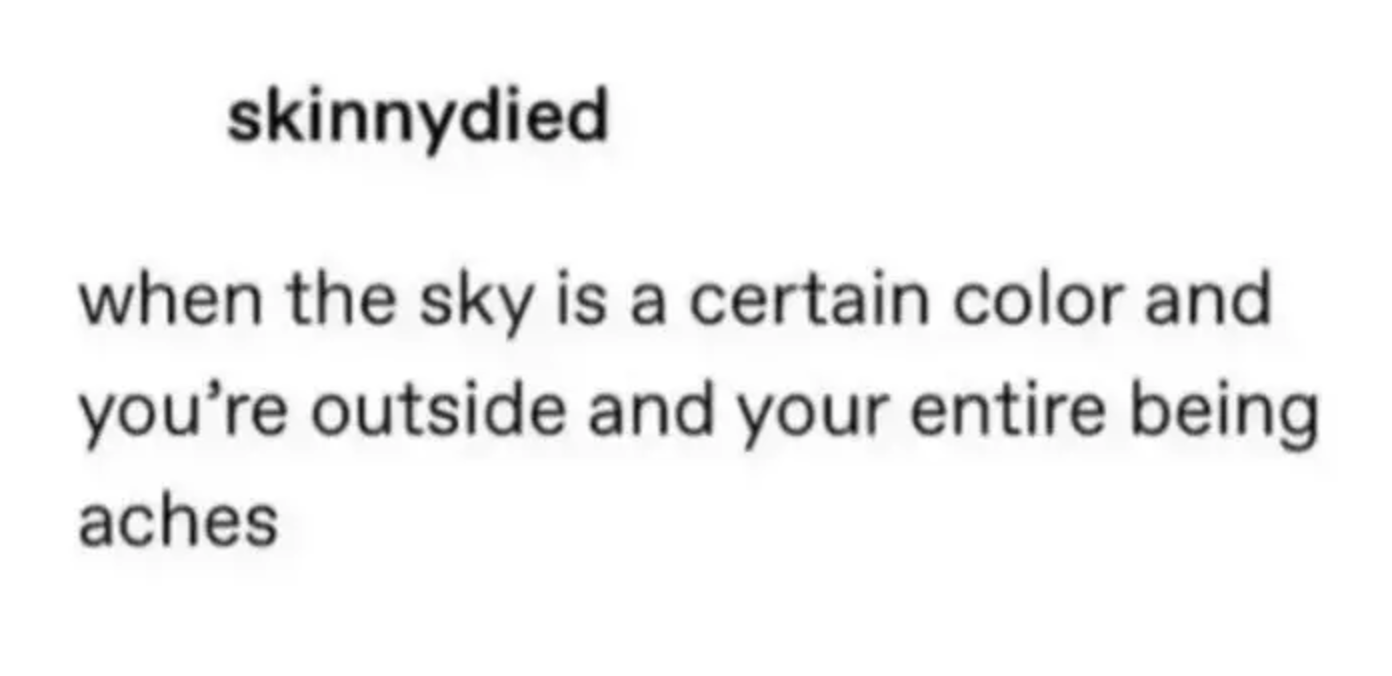 skinnydied
when the sky is a certain color and
you’re outside and your entire being
aches